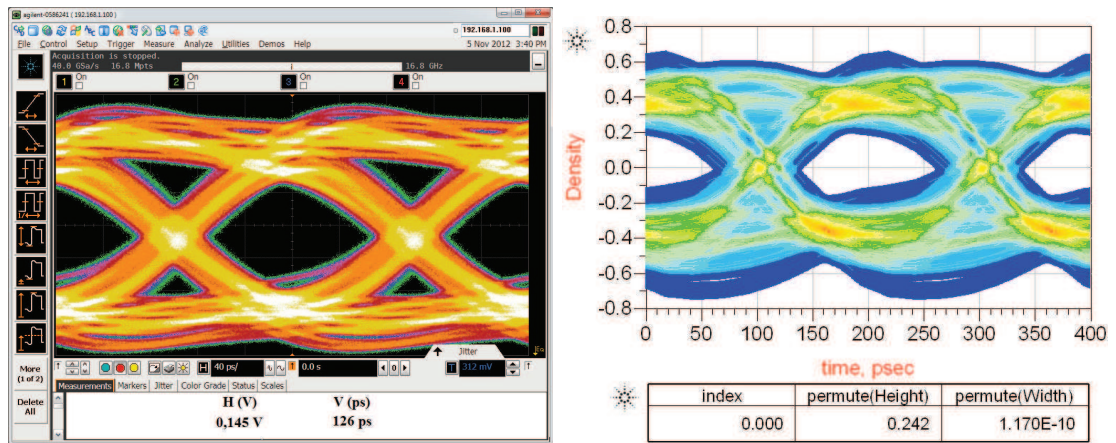 agilent-0586241 ( 192.168.1.100 )
192.168.1.100
File Control Setup Trigger Measure Analyze Utilities Demos Help
5 Nov 2012 3:40 PM
Acquisition is stopped.
40.0 GSa/s 16.8 Mpts
16.8 GHz
1 On 2 On 3 On 4 On
Jitter
More
(1 of 2)
Delete
All
H 40 ps/ 0.0 s 0 T 312 mV
Measurements Markers Jitter Color Grade Status Scales
H (V) V (ps)
0,145 V 126 ps
Density
0.8
0.6
0.4
0.2
0.0
-0.2
-0.4
-0.6
-0.8
0 50 100 150 200 250 300 350 400
time, psec
index permute(Height) permute(Width)
0.000 0.242 1.170E-10